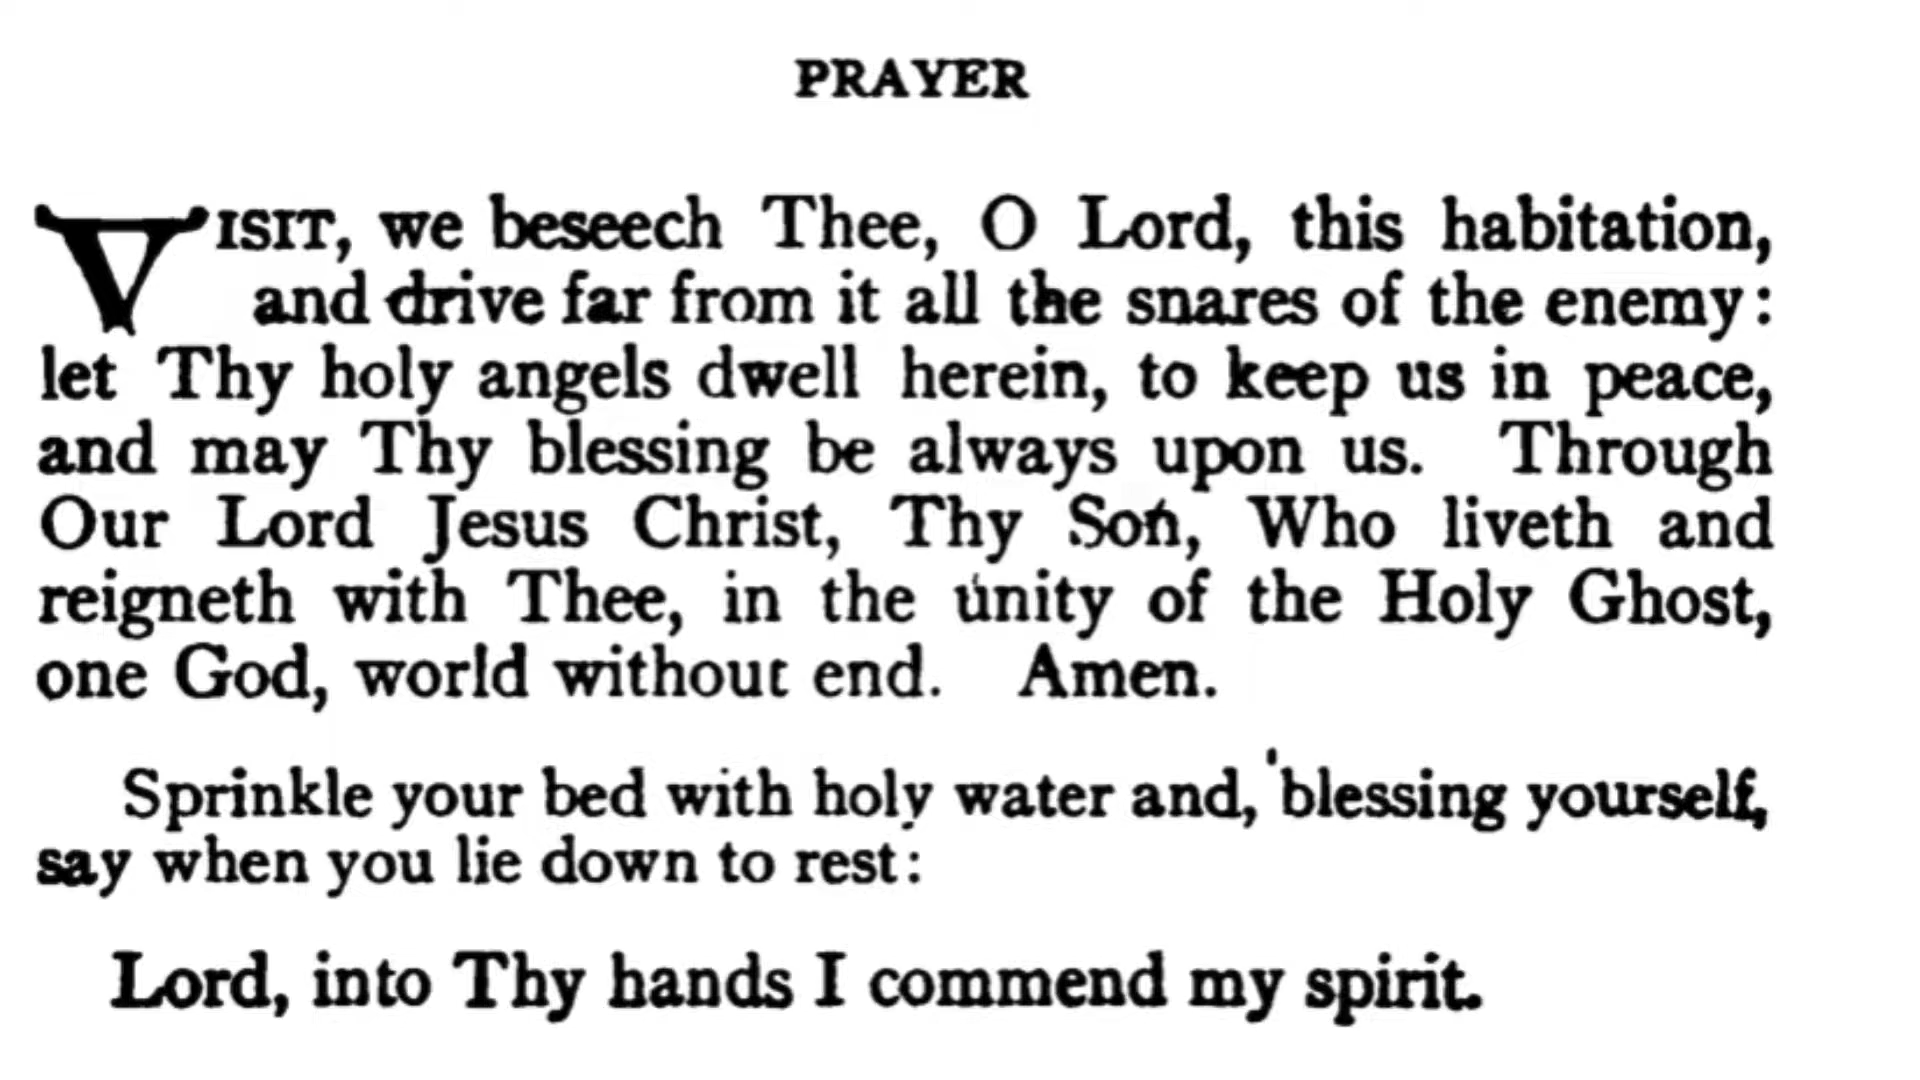 PRAYER
VISIT, we beseech Thee, O Lord, this habitation,
and drive far from it all the snares of the enemy:
let Thy holy angels dwell herein, to keep us in peace,
and may Thy blessing be always upon us. Through
Our Lord Jesus Christ, Thy Son, Who liveth and
reigneth with Thee, in the unity of the Holy Ghost,
one God, world without end. Amen.
Sprinkle your bed with holy water and, blessing yourself,
say when you lie down to rest:
Lord, into Thy hands I commend my spirit.